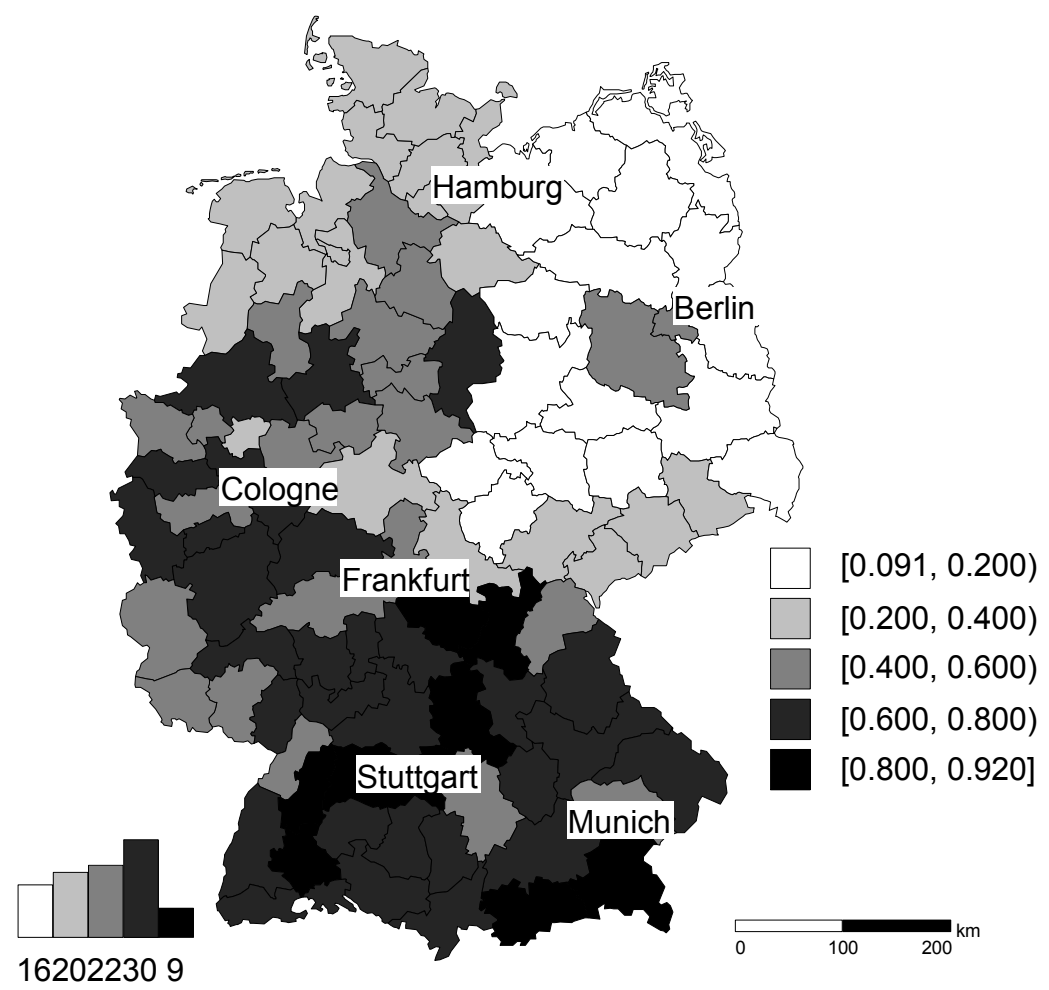 Hamburg
Berlin
Cologne
Frankfurt
Stuttgart
Munich
[0.091, 0.200)
[0.200, 0.400)
[0.400, 0.600)
[0.600, 0.800)
[0.800, 0.920]
16202230 9
km
0 100 200